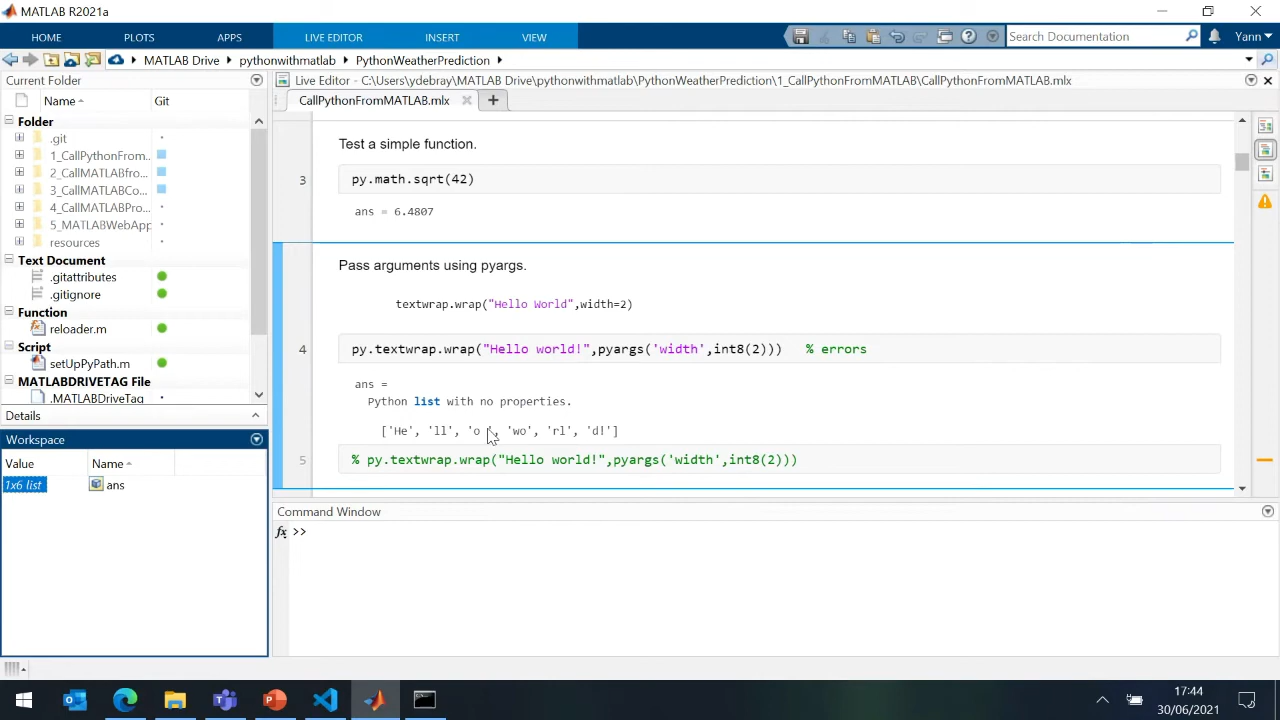 MATLAB R2021a
HOME PLOTS APPS LIVE EDITOR INSERT VIEW Search Documentation Yann
MATLAB Drive pythonwithmatlab PythonWeatherPrediction
Current Folder
Name Git
Folder
.git
1_CallPythonFrom...
2_CallMATLABfro...
3_CallMATLABCo...
4_CallMATLABPro...
5_MATLABWebApp
resources
Text Document
.gitattributes
.gitignore
Function
reloader.m
Script
setUpPyPath.m
MATLABDRIVETAG File
.MATLABDriveTag
Details
Workspace
Value Name
1x6 list ans
Live Editor - C:\Users\ydebray\MATLAB Drive\pythonwithmatlab\PythonWeatherPrediction\1_CallPythonFromMATLAB\CallPythonFromMATLAB.mlx
CallPythonFromMATLAB.mlx
Test a simple function.
3 py.math.sqrt(42)
ans = 6.4807
Pass arguments using pyargs.
textwrap.wrap("Hello World",width=2)
4 py.textwrap.wrap("Hello world!",pyargs('width',int8(2))) % errors
ans =
Python list with no properties.
['He', 'll', 'o ', 'wo', 'rl', 'd!']
5 % py.textwrap.wrap("Hello world!",pyargs('width',int8(2)))
Command Window
fx >>
17:44
30/06/2021